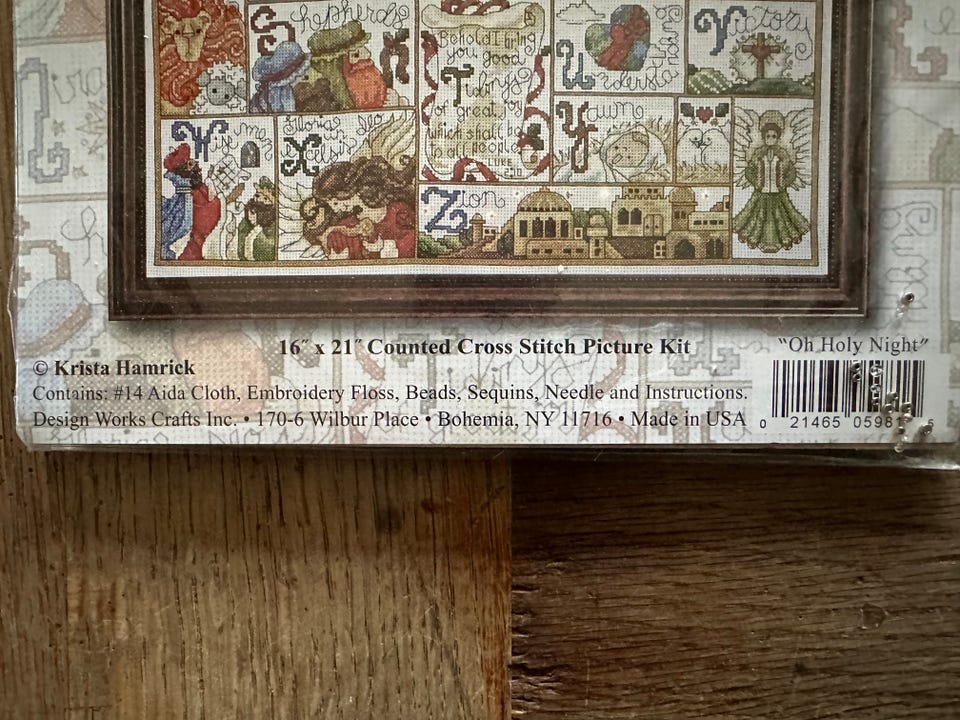 Shepherds
Behold I bring
you good
Tidings
of great joy
which shall be
to all people
Understand
Victory
Wise men
Yawns
Zion
16″ x 21″ Counted Cross Stitch Picture Kit
"Oh Holy Night"
© Krista Hamrick
Contains: #14 Aida Cloth, Embroidery Floss, Beads, Sequins, Needle and Instructions.
Design Works Crafts Inc. • 170-6 Wilbur Place • Bohemia, NY 11716 • Made in USA
0 21465 0598